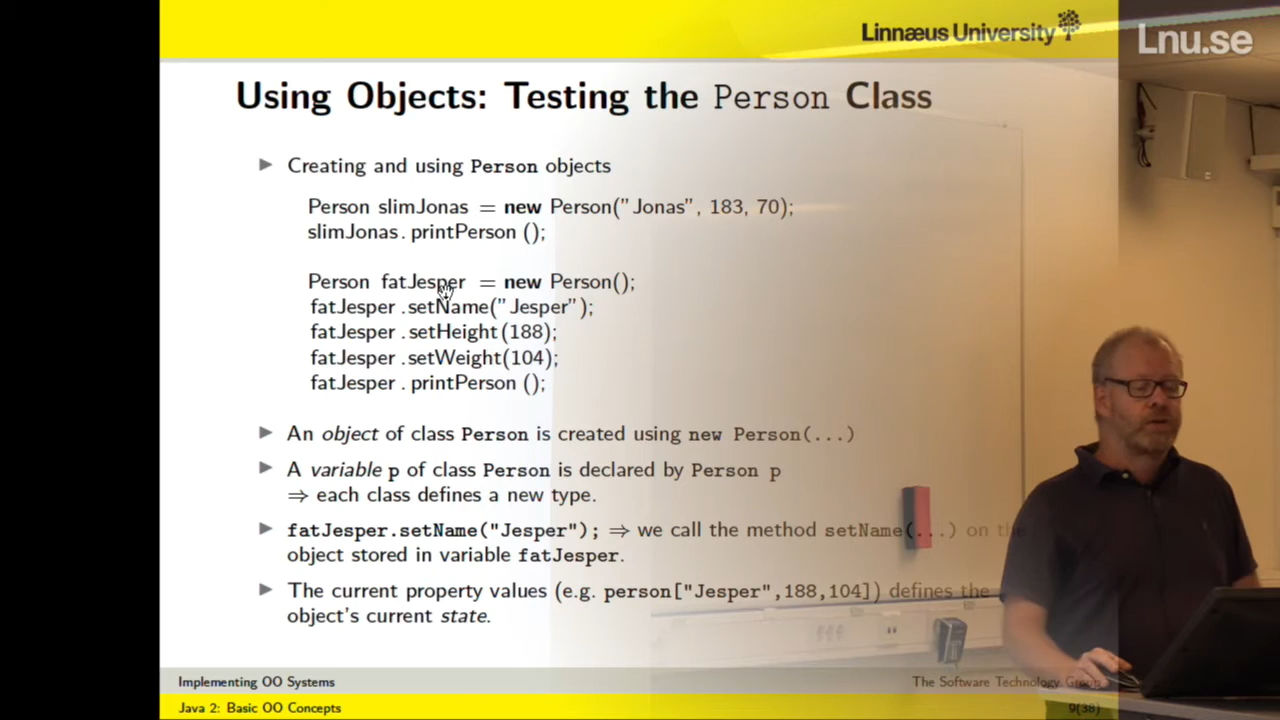 Linnæus University
Lnu.se
Using Objects: Testing the Person Class
Creating and using Person objects
Person slimJonas = new Person("Jonas", 183, 70);
slimJonas.printPerson ();
Person fatJesper = new Person();
fatJesper.setName("Jesper");
fatJesper.setHeight(188);
fatJesper.setWeight(104);
fatJesper.printPerson ();
An object of class Person is created using new Person(...)
A variable p of class Person is declared by Person p
⇒ each class defines a new type.
fatJesper.setName("Jesper"); ⇒ we call the method setName(...) on the
object stored in variable fatJesper.
The current property values (e.g. person["Jesper",188,104]) defines the
object's current state.
Implementing OO Systems
The Software Technology Group
Java 2: Basic OO Concepts
9(38)